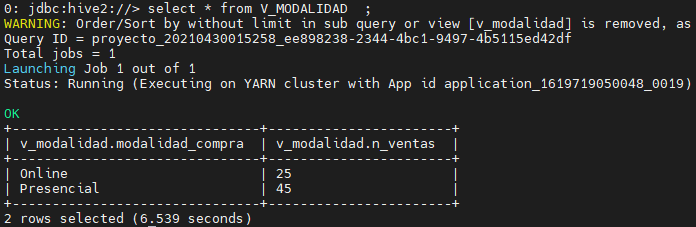 0: jdbc:hive2://> select * from V_MODALIDAD  ;
WARNING: Order/Sort by without limit in sub query or view [v_modalidad] is removed, as
Query ID = proyecto_20210430015258_ee898238-2344-4bc1-9497-4b5115ed42df
Total jobs = 1
Launching Job 1 out of 1
Status: Running (Executing on YARN cluster with App id application_1619719050048_0019)
OK
+-------------------------------+-----------------------+
| v_modalidad.modalidad_compra  | v_modalidad.n_ventas  |
+-------------------------------+-----------------------+
| Online                        | 25                    |
| Presencial                    | 45                    |
+-------------------------------+-----------------------+
2 rows selected (6.539 seconds)